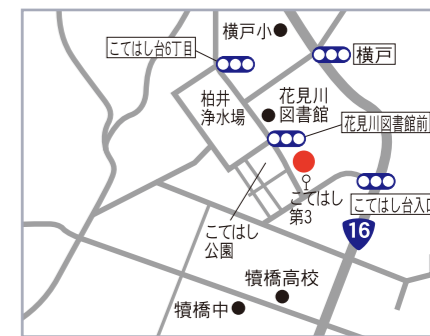 横戸小
こてはし台6丁目
横戸
柏井
浄水場
花見川
図書館
花見川図書館前
こてはし
第3
こてはし台入口
こてはし
公園
16
犢橋高校
犢橋中